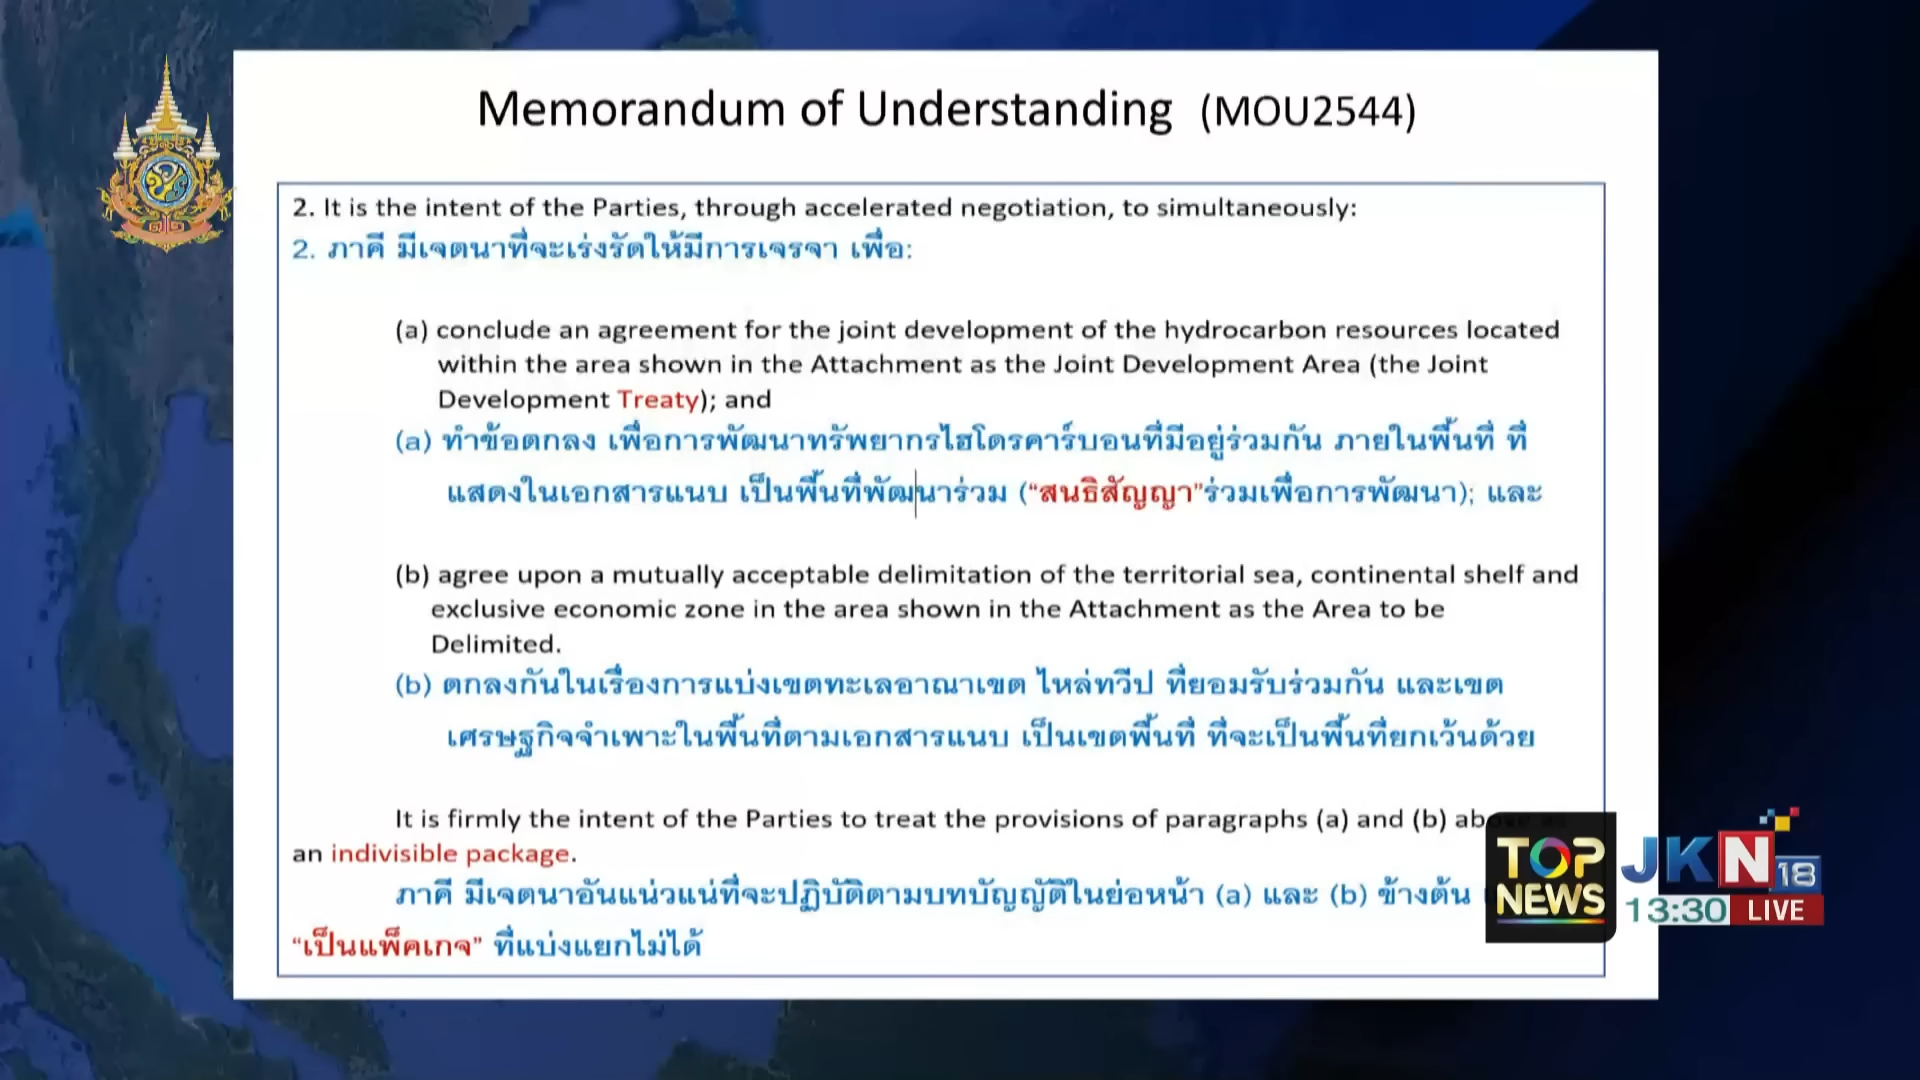 Memorandum of Understanding (MOU2544)
2. It is the intent of the Parties, through accelerated negotiation, to simultaneously:
2. ภาคี มีเจตนาที่จะเร่งรัดให้มีการเจรจา เพื่อ:
(a) conclude an agreement for the joint development of the hydrocarbon resources located
within the area shown in the Attachment as the Joint Development Area (the Joint
Development Treaty); and
(a) ทำข้อตกลง เพื่อการพัฒนาทรัพยากรไฮโดรคาร์บอนที่มีอยู่ร่วมกัน ภายในพื้นที่ ที่
แสดงในเอกสารแนบ เป็นพื้นที่พัฒนาร่วม (“สนธิสัญญา”ร่วมเพื่อการพัฒนา); และ
(b) agree upon a mutually acceptable delimitation of the territorial sea, continental shelf and
exclusive economic zone in the area shown in the Attachment as the Area to be
Delimited.
(b) ตกลงกันในเรื่องการแบ่งเขตทะเลอาณาเขต ไหล่ทวีป ที่ยอมรับร่วมกัน และเขต
เศรษฐกิจจำเพาะในพื้นที่ตามเอกสารแนบ เป็นเขตพื้นที่ ที่จะเป็นพื้นที่ยกเว้นด้วย
It is firmly the intent of the Parties to treat the provisions of paragraphs (a) and (b)
an indivisible package.
ภาคี มีเจตนาอันแน่วแน่ที่จะปฏิบัติตามบทบัญญัติในย่อหน้า (a) และ (b) ข้างต้น
“เป็นแพ็คเกจ” ที่แบ่งแยกไม่ได้
TOP NEWS
JKN 18
13:30 LIVE